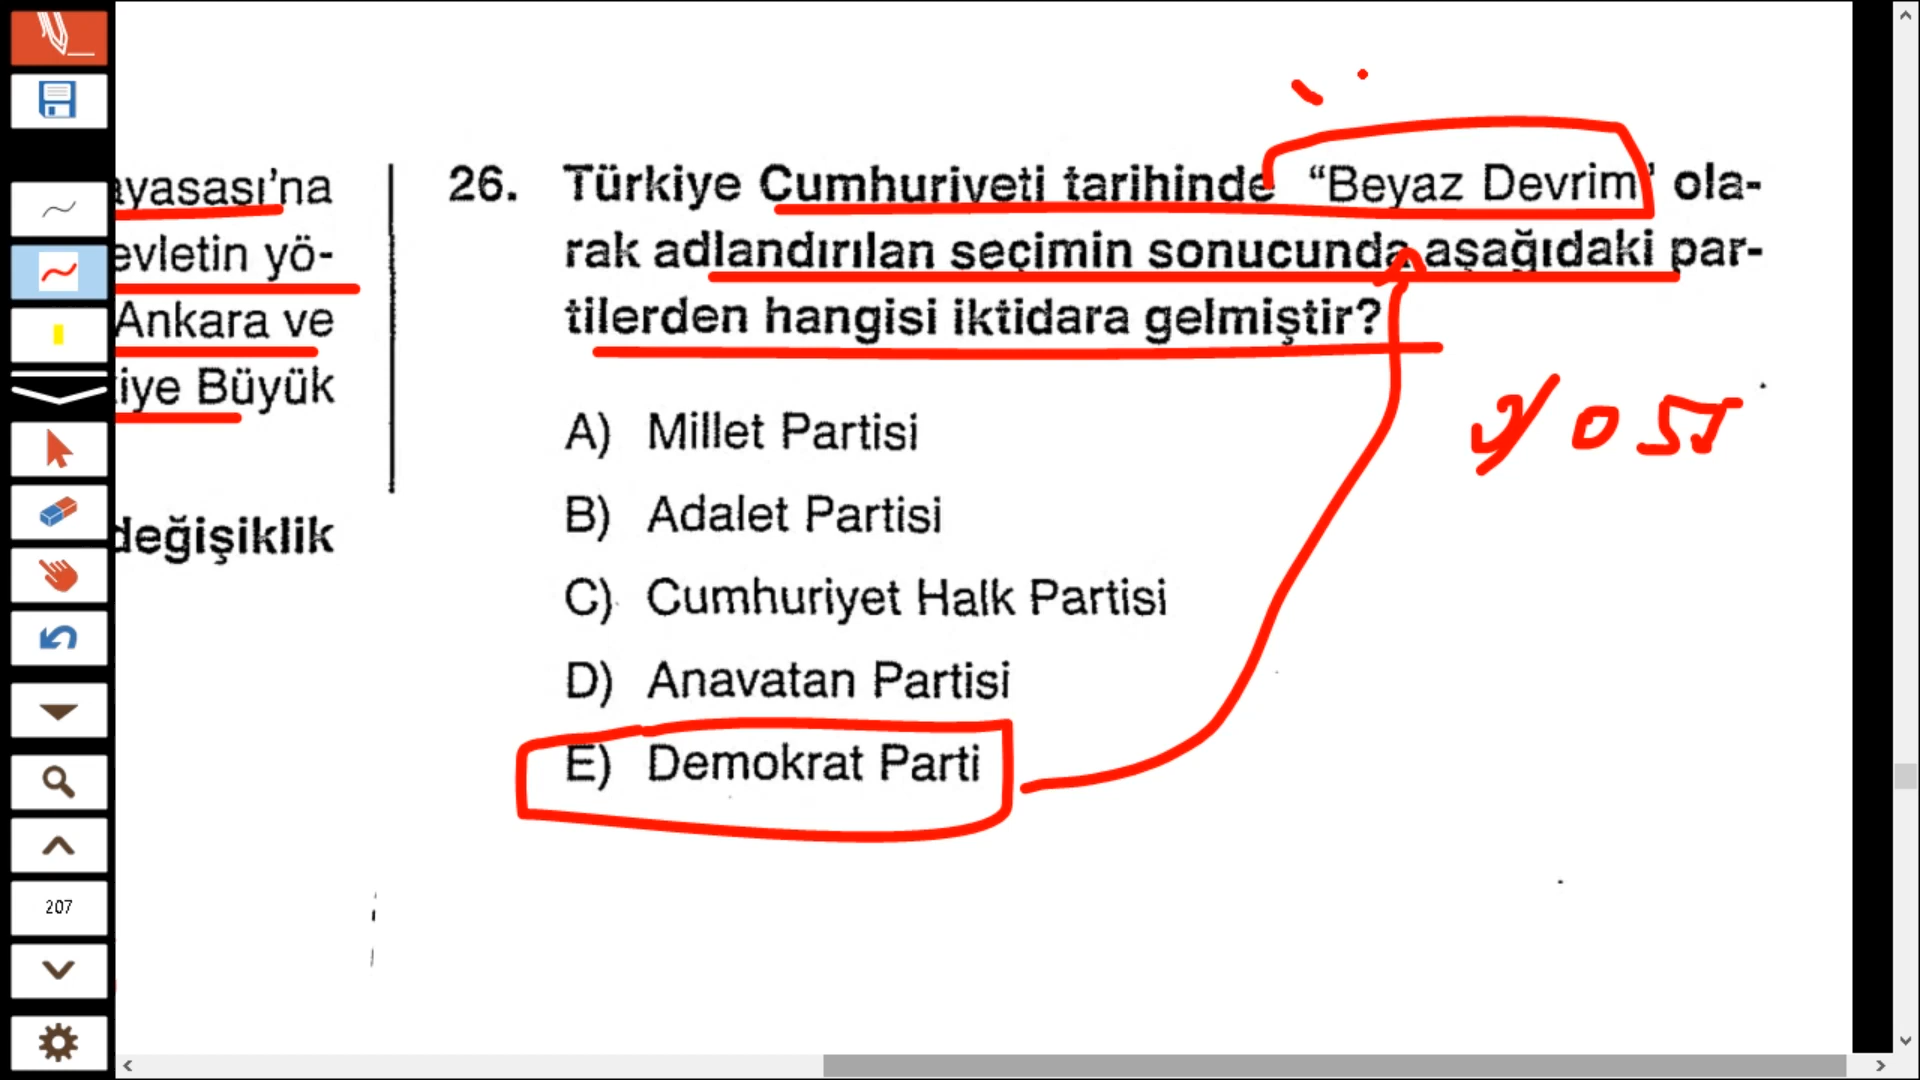 ayasası'na
evletin yö-
Ankara ve
iye Büyük
değişiklik
26. Türkiye Cumhuriyeti tarihinde "Beyaz Devrim" ola-
rak adlandırılan seçimin sonucunda aşağıdaki par-
tilerden hangisi iktidara gelmiştir?
A) Millet Partisi
B) Adalet Partisi
C) Cumhuriyet Halk Partisi
D) Anavatan Partisi
E) Demokrat Parti
207